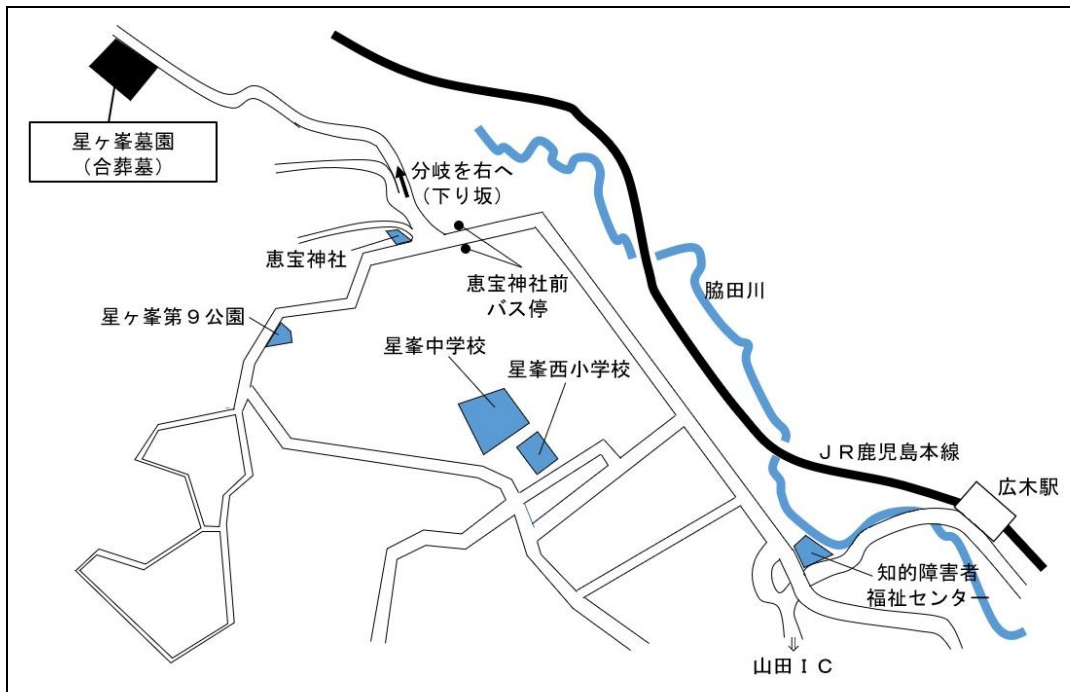 星ヶ峯墓園
（合葬墓）
分岐を右へ
（下り坂）
恵宝神社
恵宝神社前
バス停
脇田川
星ヶ峯第９公園
星峯中学校
星峯西小学校
ＪＲ鹿児島本線
広木駅
知的障害者
福祉センター
⇓
山田ＩＣ